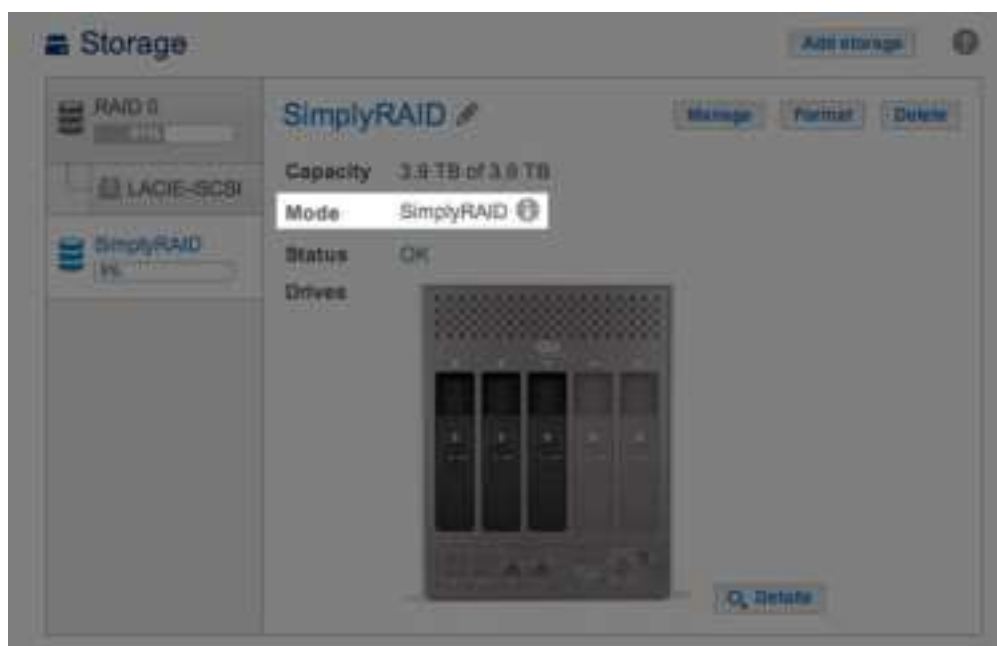 Storage
Add storage
RAID 0
LACIE-SCSI
SimplyRAID
SimplyRAID
Manage
Format
Delete
Capacity 3.9 TB of 3.9 TB
Mode SimplyRAID
Status OK
Drives
Details